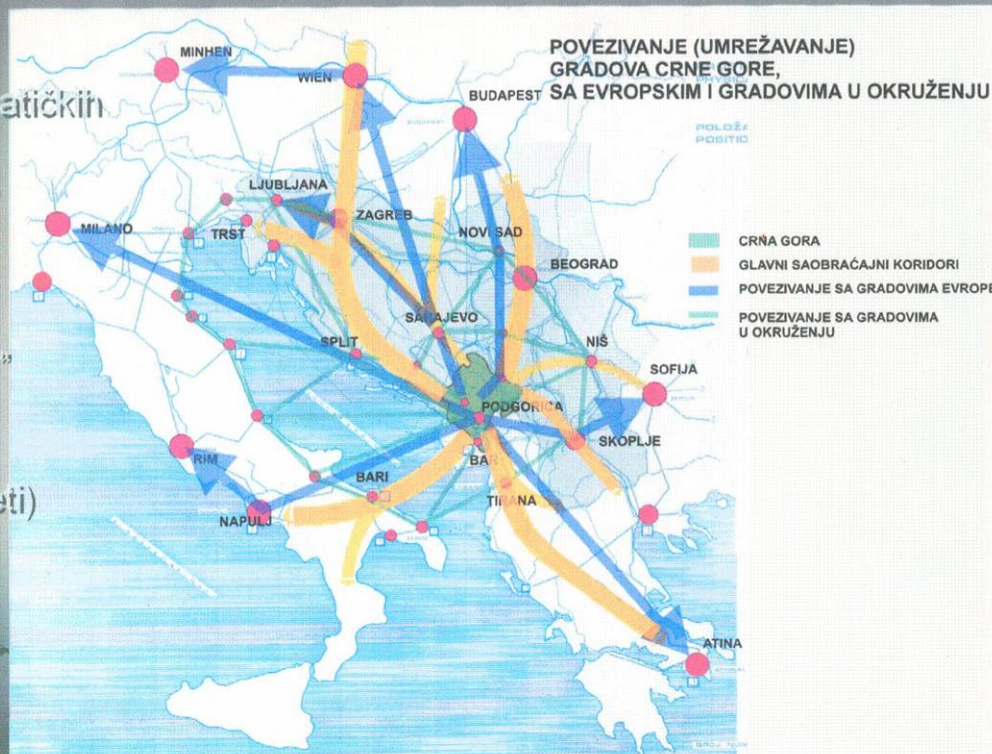 POVEZIVANJE (UMREŽAVANJE)
GRADOVA CRNE GORE,
SA EVROPSKIM I GRADOVIMA U OKRUŽENJU
atičkih
eti)
MINHEN
WIEN
BUDAPEST
LJUBLJANA
ZAGREB
MILANO
TRST
NOVI SAD
BEOGRAD
SARAJEVO
SPLIT
NIŠ
SOFIJA
PODGORICA
SKOPLJE
BAR
RIM
BARI
TIRANA
NAPULJ
ATINA
POLOŽA
POSITIC
CRNA GORA
GLAVNI SAOBRAĆAJNI KORIDORI
POVEZIVANJE SA GRADOVIMA EVROPE
POVEZIVANJE SA GRADOVIMA
U OKRUŽENJU